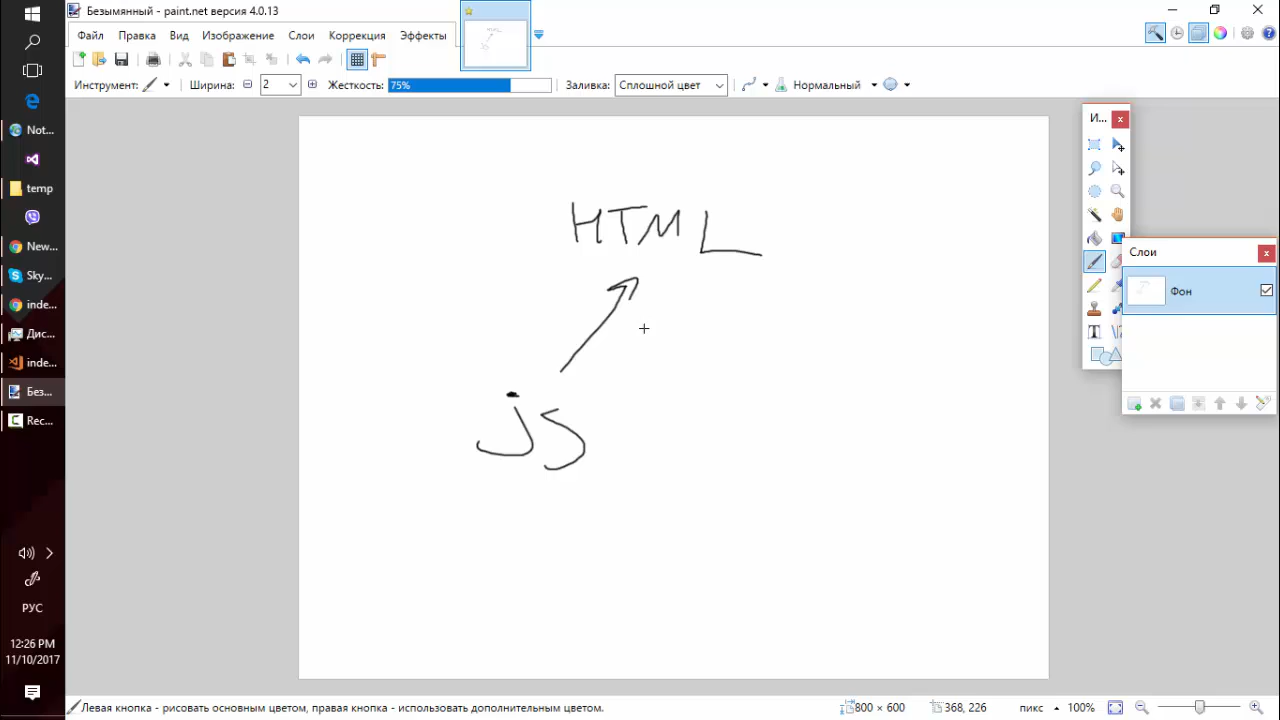 Безымянный - paint.net версия 4.0.13
Файл Правка Вид Изображение Слои Коррекция Эффекты
Инструмент: Ширина: 2 Жесткость: 75% Заливка: Сплошной цвет Нормальный
HTML
js
И...
Слои
Фон
Not...
temp
New...
Sky...
inde...
Дис...
inde...
Без...
Rec...
РУС
12:26 PM
11/10/2017
Левая кнопка - рисовать основным цветом, правая кнопка - использовать дополнительным цветом.
800 × 600
368, 226
пикс
100%